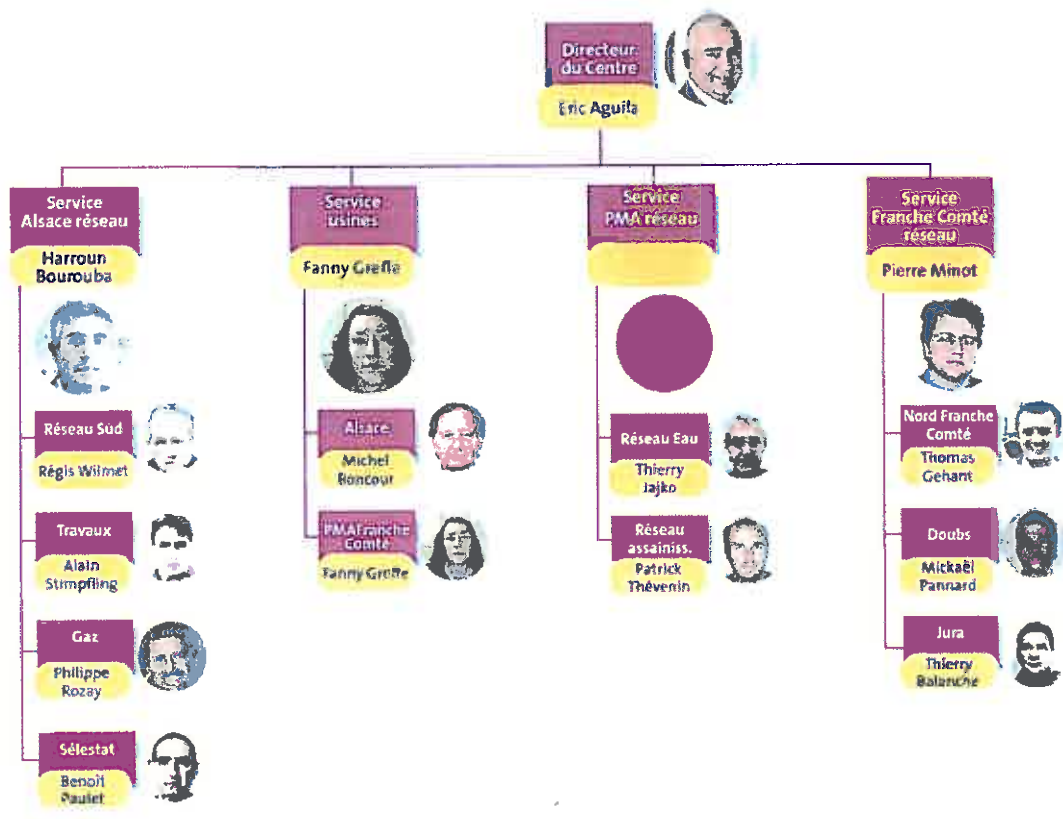 Directeur
du Centre
Eric Aguila
Service
Alsace réseau
Harroun
Bourouba
Réseau Sud
Régis Wilmet
Travaux
Alain
Stimpfling
Gaz
Philippe
Rozay
Sélestat
Benoît
Paulet
Service
usines
Fanny Greffe
Alsace
Michel
Boncour
PMA Franche
Comté
Fanny Greffe
Service
PMA réseau
Réseau Eau
Thierry
Jajko
Réseau
assainiss.
Patrick
Thévenin
Service
Franche Comté
réseau
Pierre Minot
Nord Franche
Comté
Thomas
Gehant
Doubs
Mickaël
Pannard
Jura
Thierry
Balanche